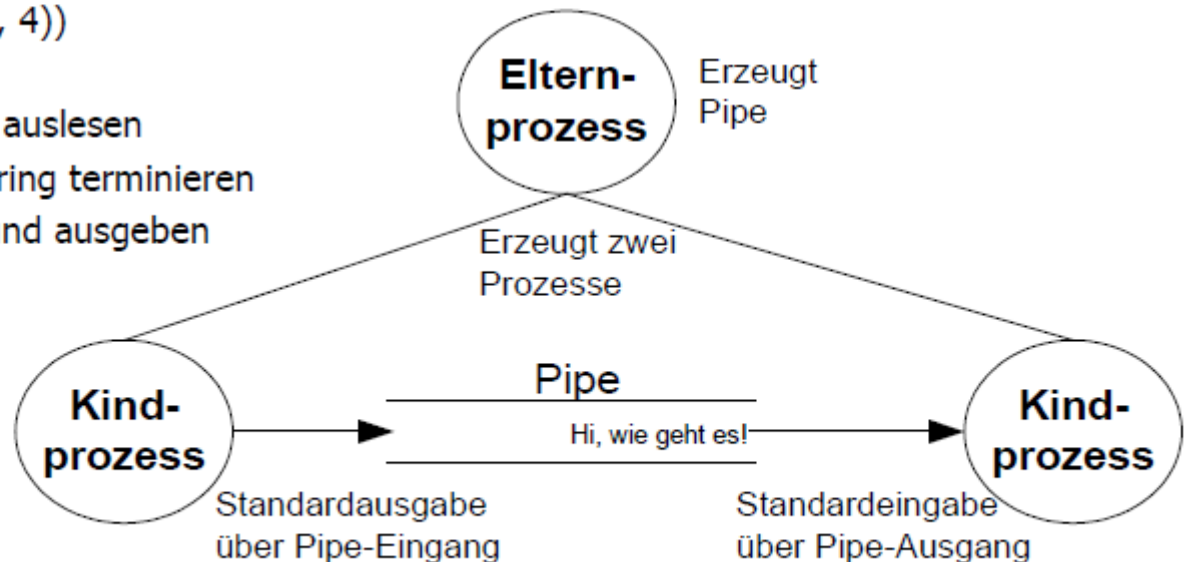 , 4))
auslesen
ring terminieren
nd ausgeben
Eltern-
prozess
Erzeugt
Pipe
Erzeugt zwei
Prozesse
Kind-
prozess
Pipe
Hi, wie geht es!
Kind-
prozess
Standardausgabe
über Pipe-Eingang
Standardeingabe
über Pipe-Ausgang